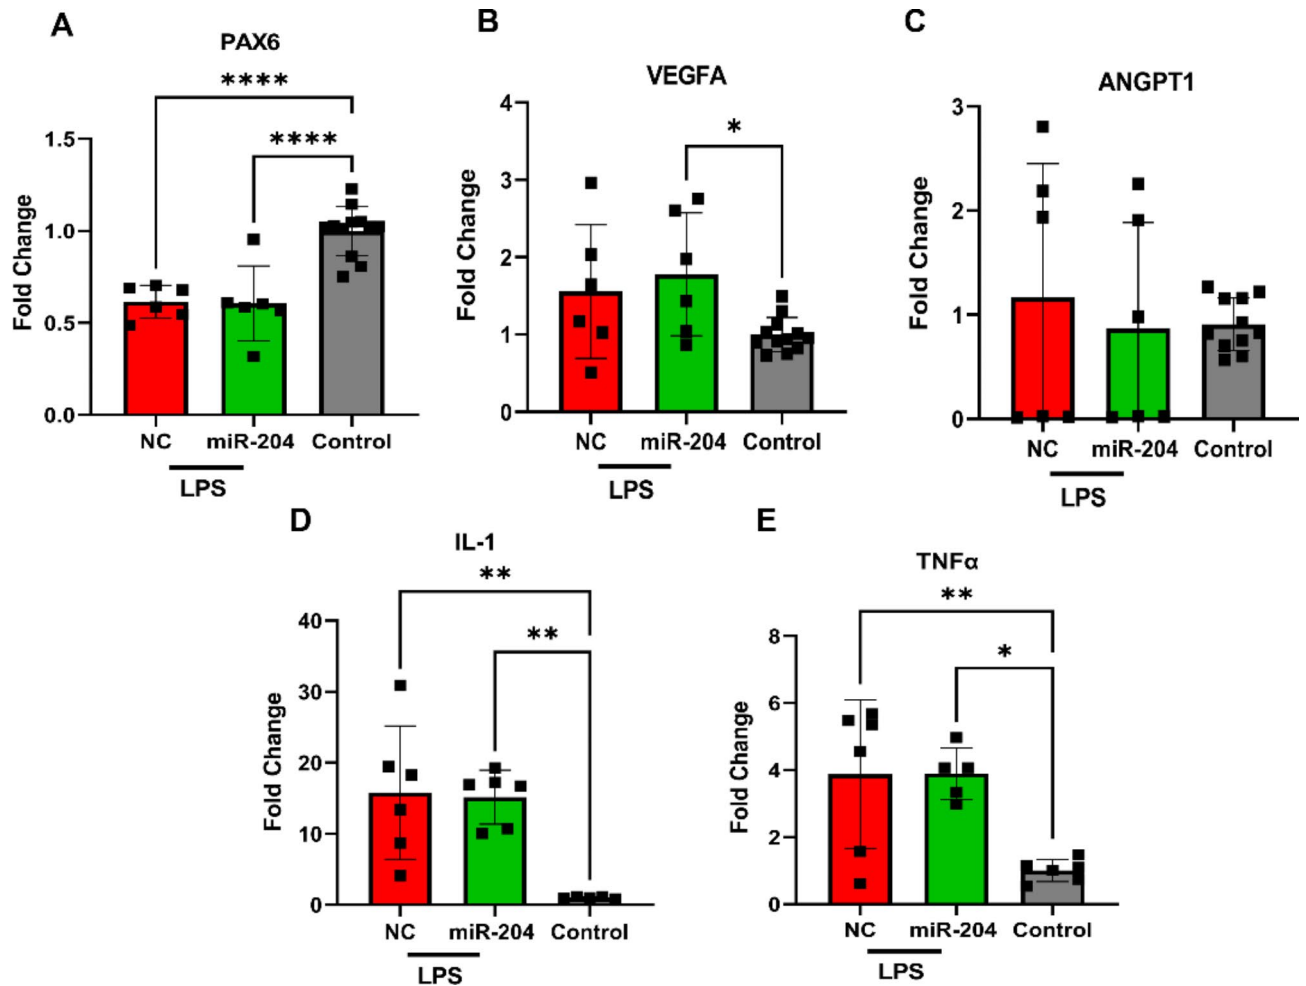 A
PAX6
****
****
1.5
1.0
0.5
0.0
Fold Change
NC miR-204 Control
LPS
B
VEGFA
*
4
3
2
1
0
Fold Change
NC miR-204 Control
LPS
C
ANGPT1
3
2
1
0
Fold Change
NC miR-204 Control
LPS
D
IL-1
**
**
40
30
20
10
0
Fold Change
NC miR-204 Control
LPS
E
TNFα
**
*
8
6
4
2
0
Fold Change
NC miR-204 Control
LPS